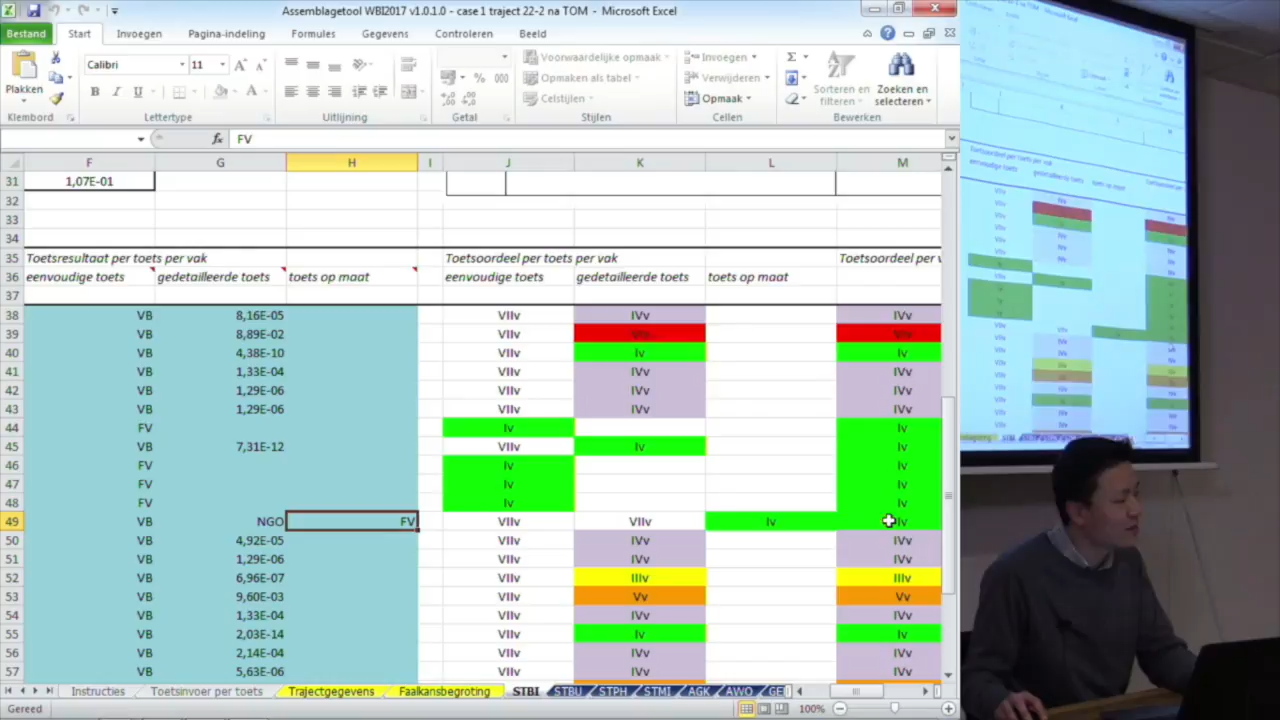 Assemblagetool WBI2017 v1.0.1.0 - case 1 traject 22-2 na TOM - Microsoft Excel
Bestand Start Invoegen Pagina-indeling Formules Gegevens Controleren Beeld
Calibri 11 Voorwaardelijke opmaak Invoegen
Plakken Opmaken als tabel Verwijderen Sorteren en filteren Zoeken en selecteren
Celstijlen Opmaak
Klembord Lettertype Uitlijning Getal Stijlen Cellen Bewerken
fx FV
F G H I J K L M
31 1,07E-01
32
33
34
35 Toetsresultaat per toets per vak Toetsoordeel per toets per vak Toetsoordeel per v
36 eenvoudige toets gedetailleerde toets toets op maat eenvoudige toets gedetailleerde toets toets op maat
37
38 VB 8,16E-05 VIIv IVv IVv
39 VB 8,89E-02 VIIv
40 VB 4,38E-10 VIIv Iv Iv
41 VB 1,33E-04 VIIv IVv IVv
42 VB 1,29E-06 VIIv IVv IVv
43 VB 1,29E-06 VIIv IVv IVv
44 FV Iv Iv
45 VB 7,31E-12 VIIv Iv Iv
46 FV Iv Iv
47 FV Iv Iv
48 FV Iv Iv
49 VB NGO FV VIIv VIIv Iv Iv
50 VB 4,92E-05 VIIv IVv IVv
51 VB 1,29E-06 VIIv IVv IVv
52 VB 6,96E-07 VIIv IIIv IIIv
53 VB 9,60E-03 VIIv Vv Vv
54 VB 1,33E-04 VIIv IVv IVv
55 VB 2,03E-14 VIIv Iv Iv
56 VB 2,14E-04 VIIv IVv IVv
57 VB 5,63E-06 VIIv IVv IVv
Instructies Toetsinvoer per toets Trajectgegevens Faalkansbegroting STBI STBU STPH STMI AGK AWO GE
Gereed 100%
Toetsoordeel per toets per vak
gedetailleerde toets toets op maat